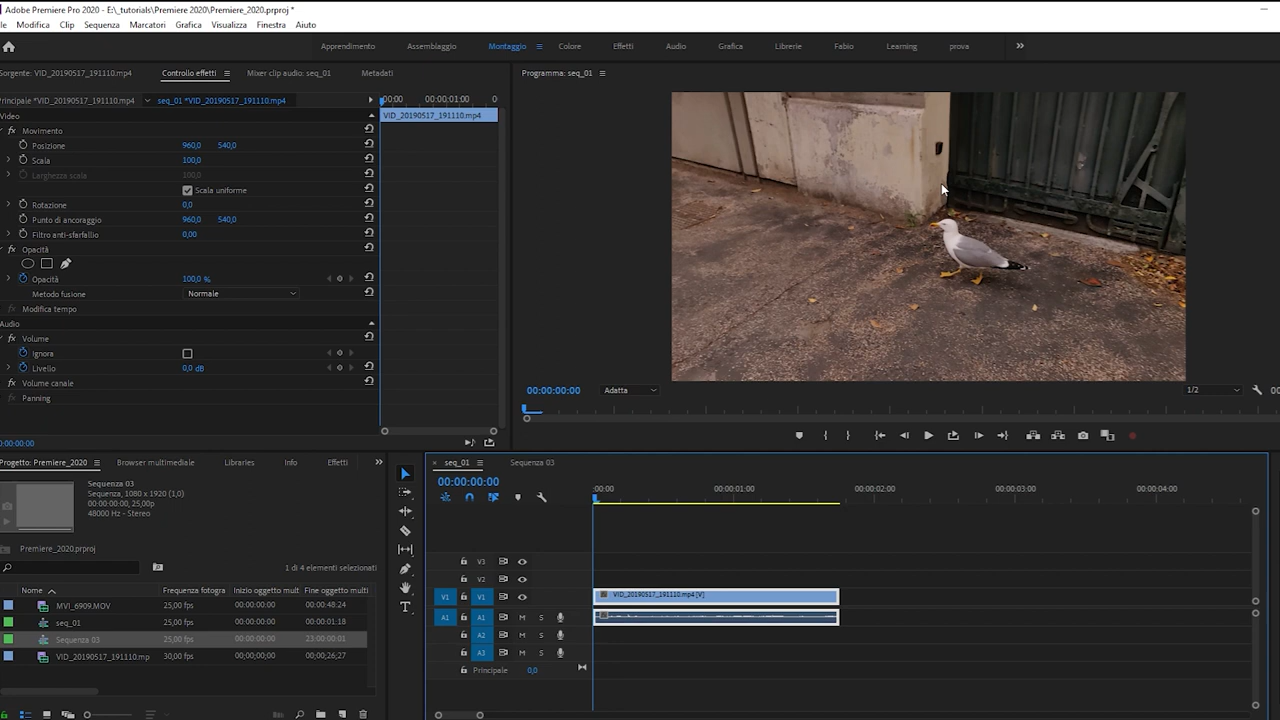 Adobe Premiere Pro 2020 - E:\_tutorials\Premiere 2020\Premiere_2020.prproj *
le Modifica Clip Sequenza Marcatori Grafica Visualizza Finestra Aiuto
Apprendimento Assemblaggio Montaggio Colore Effetti Audio Grafica Librerie Fabio Learning prova
Sorgente: VID_20190517_191110.mp4 Controllo effetti Mixer clip audio: seq_01 Metadati
Programma: seq_01
Principale *VID_20190517_191110.mp4 seq_01 *VID_20190517_191110.mp4
:00:00 00:00:01:00 0
Video
VID_20190517_191110.mp4
Movimento
Posizione 960,0 540,0
Scala 100,0
Larghezza scala 100,0
Scala uniforme
Rotazione 0,0
Punto di ancoraggio 960,0 540,0
Filtro anti-sfarfallio 0,00
Opacità
Opacità 100,0 %
Metodo fusione Normale
Modifica tempo
Audio
Volume
Ignora
Livello 0,0 dB
Volume canale
Panning
00:00:00:00
00:00:00:00 Adatta 1/2 00
Progetto: Premiere_2020 Browser multimediale Libraries Info Effetti
Sequenza 03
Sequenza, 1080 x 1920 (1,0)
00:00:00:00, 25,00p
48000 Hz - Stereo
Premiere_2020.prproj
1 di 4 elementi selezionati
Nome Frequenza fotogra Inizio oggetto mult Fine oggetto multi
MVI_6909.MOV 25,00 fps 00:00:00:00 00:00:48:24
seq_01 25,00 fps 00:00:00:00 00:00:01:18
Sequenza 03 25,00 fps 00:00:00:00 23:00:00:01
VID_20190517_191110.mp 30,00 fps 00;00;00;00 00;00;26;27
seq_01 Sequenza 03
00:00:00:00
:00:00 00:00:01:00 00:00:02:00 00:00:03:00 00:00:04:00
V3
V2
V1 V1 VID_20190517_191110.mp4 [V]
A1 A1 M S
A2 M S
A3 M S
Principale 0,0